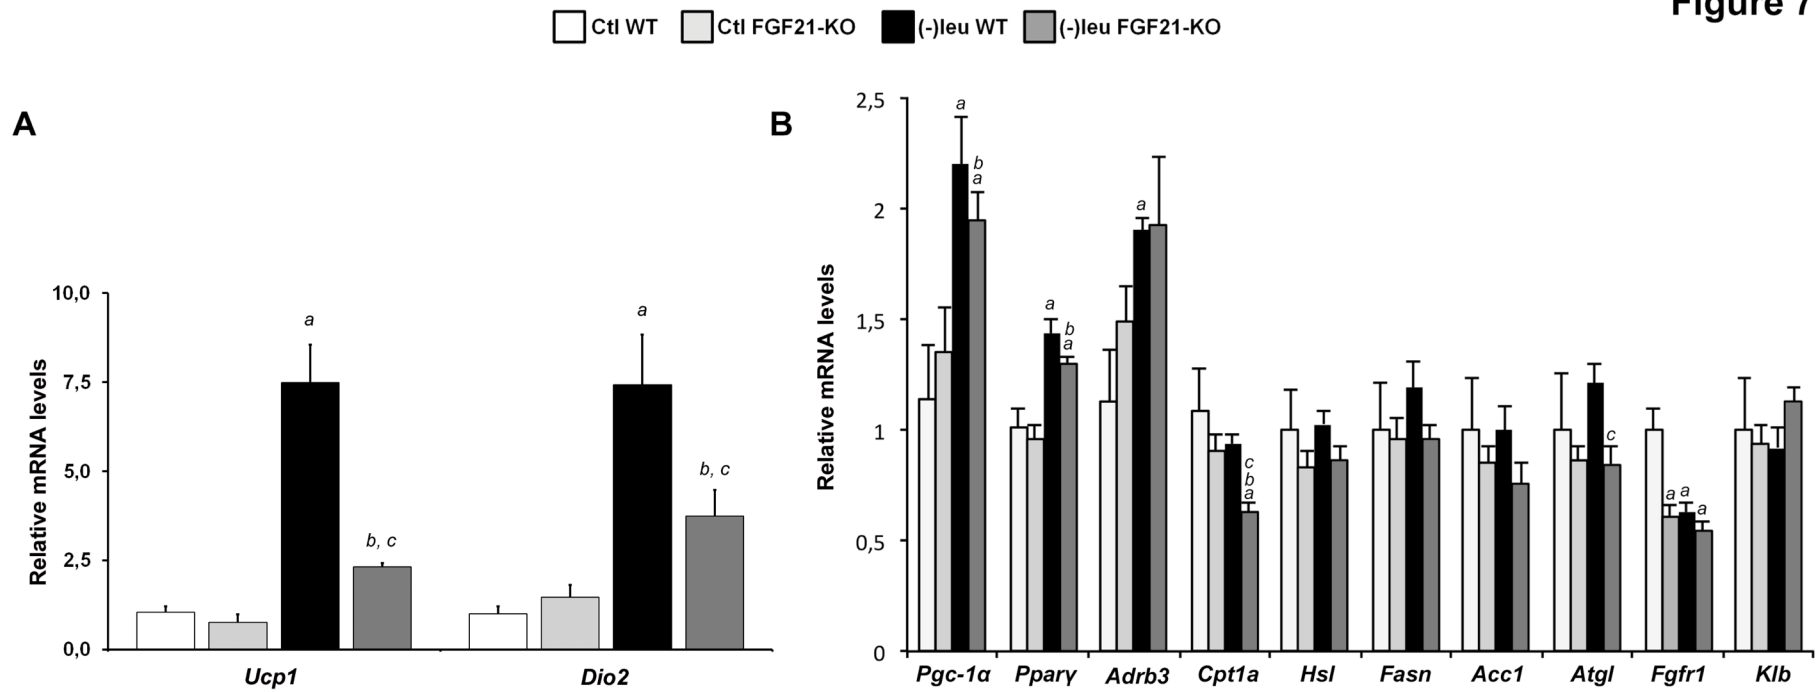 Figure 7
Ctl WT Ctl FGF21-KO (-)leu WT (-)leu FGF21-KO
A
Relative mRNA levels
10,0
7,5
5,0
2,5
0,0
a
b, c
a
b, c
Ucp1 Dio2
B
Relative mRNA levels
2,5
2
1,5
1
0,5
0
a
b
a
a
b
a
a
c
b
a
c
a a a
Pgc-1α Pparγ Adrb3 Cpt1a Hsl Fasn Acc1 Atgl Fgfr1 Klb